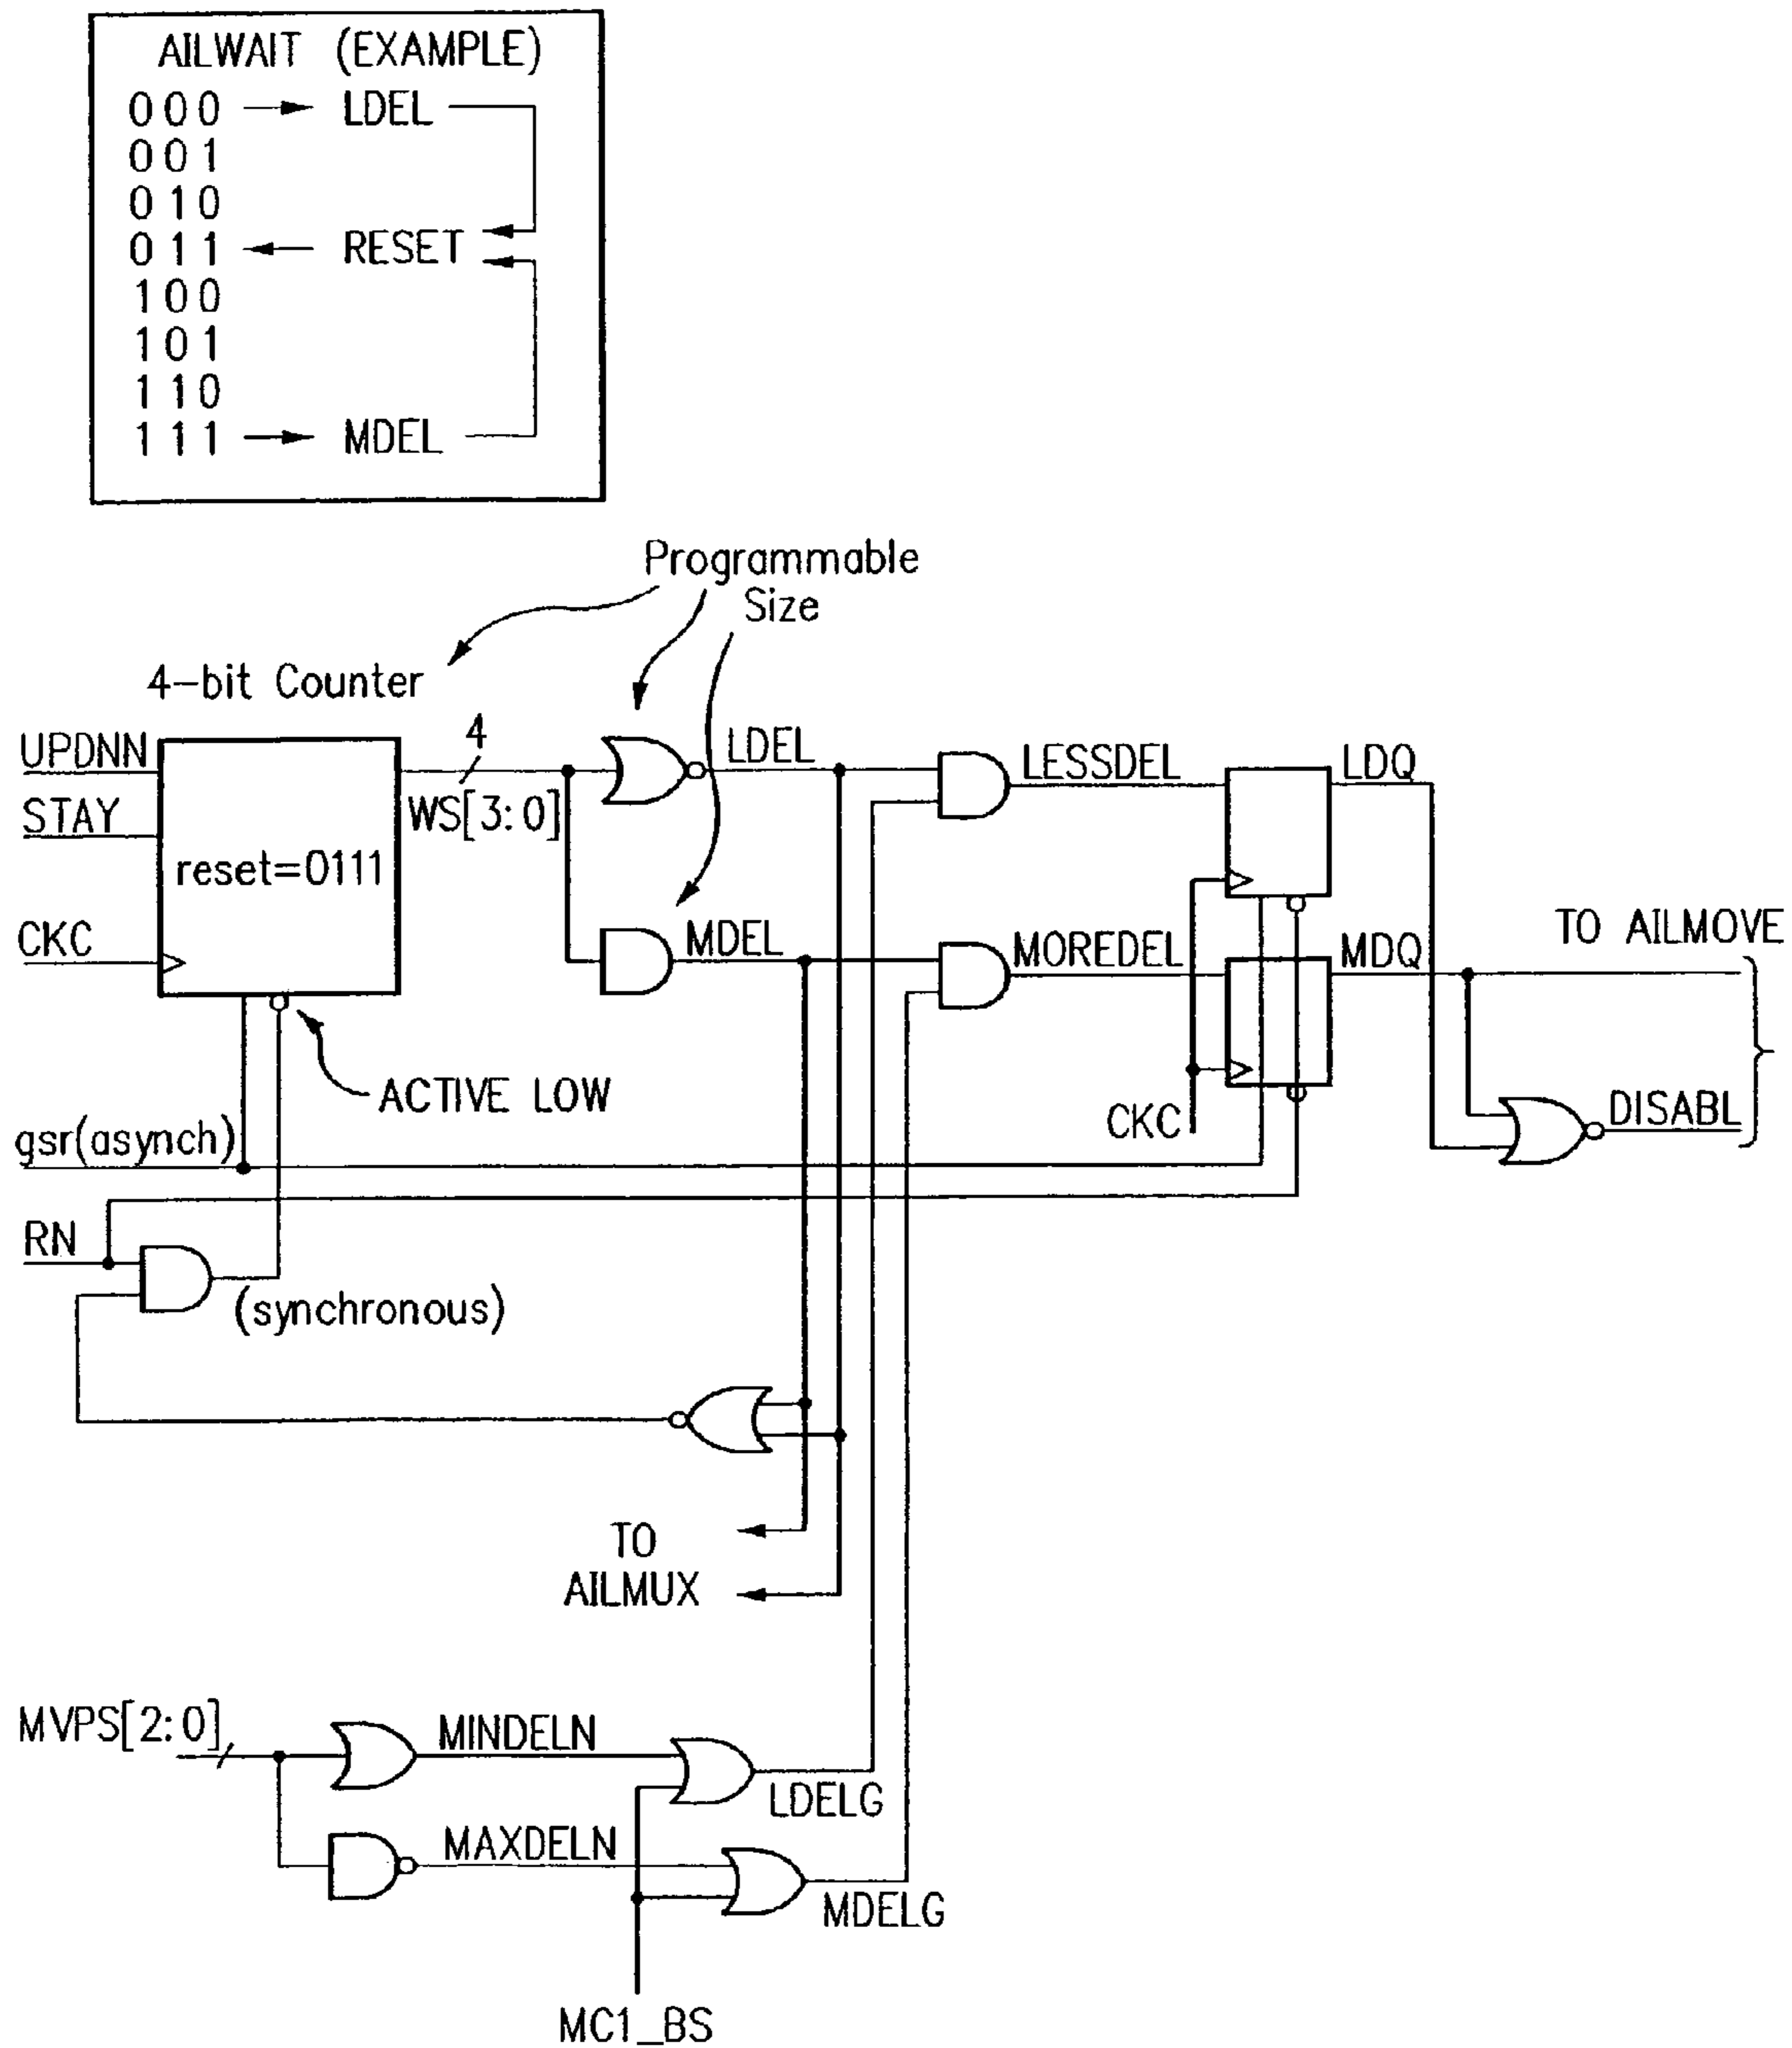 AILWAIT (EXAMPLE)
000 LDEL
001
010
011 RESET
100
101
110
111 MDEL
Programmable
Size
4-bit Counter
UPDNN
STAY
CKC
reset=0111
4
WS[3:0]
LDEL
MDEL
LESSDEL
MOREDEL
LDQ
MDQ
TO AILMOVE
CKC
DISABL
ACTIVE LOW
gsr(asynch)
RN
(synchronous)
TO
AILMUX
MVPS[2:0]
MINDELN
LDELG
MAXDELN
MDELG
MC1_BS